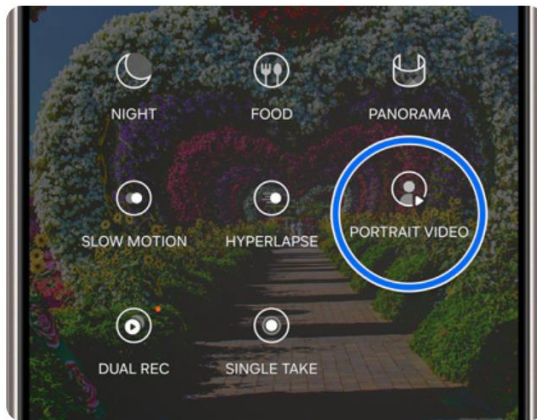 NIGHT
FOOD
PANORAMA
SLOW MOTION
HYPERLAPSE
PORTRAIT VIDEO
DUAL REC
SINGLE TAKE